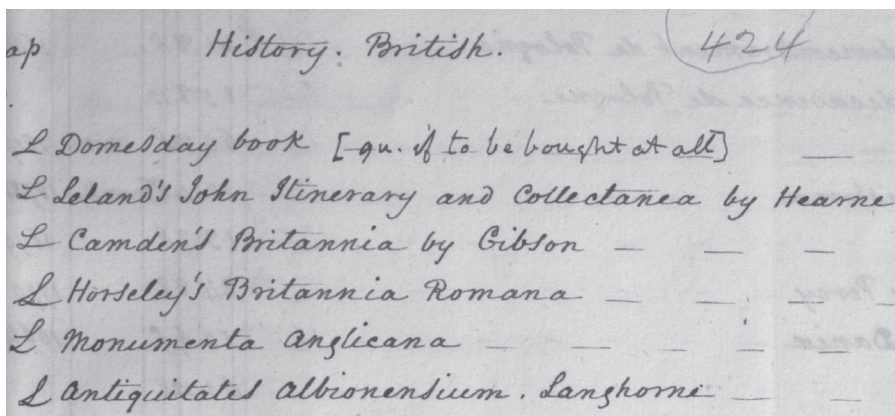 ap History. British. 424
L Domesday book [qu. if to be bought at all] —
L Leland's John Itinerary and Collectanea by Hearne
L Camden's Britannia by Gibson — — —
L Horseley's Britannia Romana — — — —
L Monumenta Anglicana — — — — —
L Antiquitates Albionensium. Langhorne — —